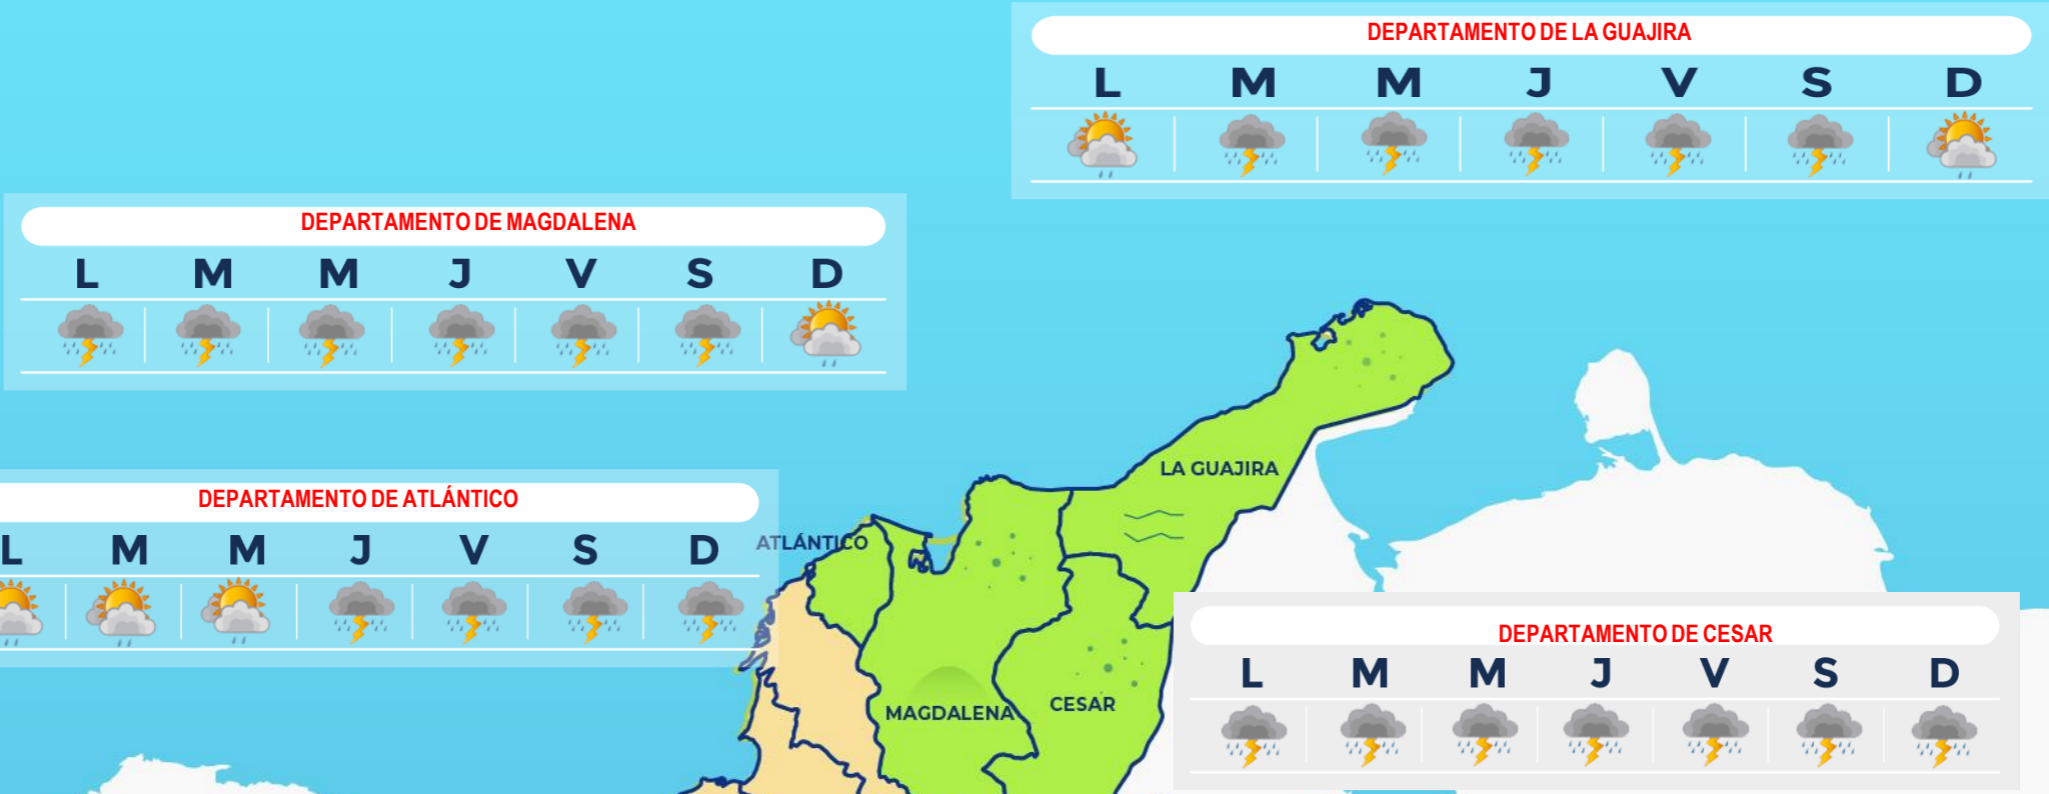 DEPARTAMENTO DE LA GUAJIRA
L M M J V S D
DEPARTAMENTO DE MAGDALENA
L M M J V S D
LA GUAJIRA
DEPARTAMENTO DE ATLÁNTICO
L M M J V S D
ATLÁNTICO
DEPARTAMENTO DE CESAR
L M M J V S D
MAGDALENA
CESAR